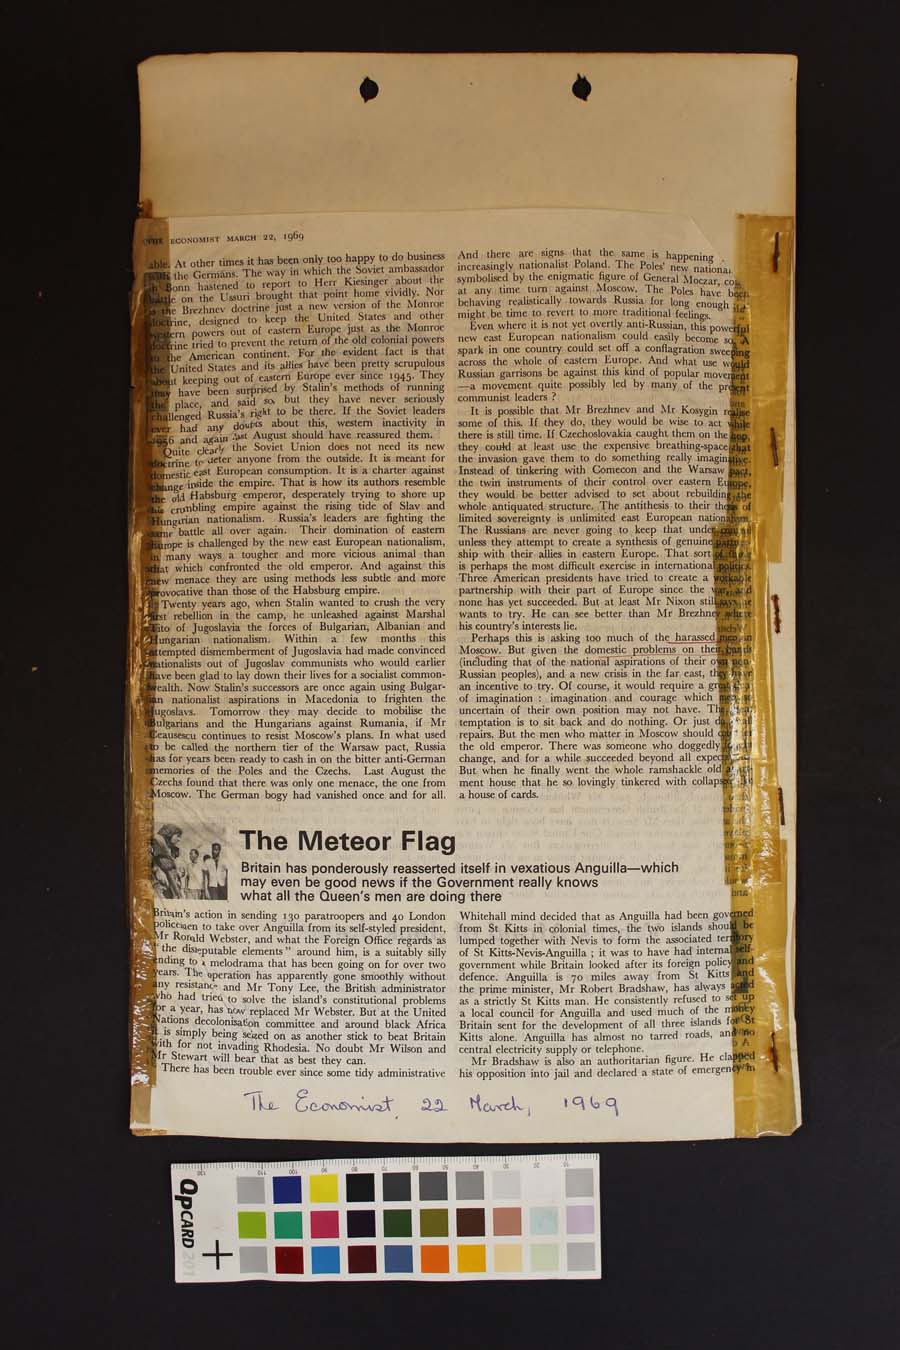 THE ECONOMIST MARCH 22, 1969
able. At other times it has been only too happy to do business
with the Germans. The way in which the Soviet ambassador
in Bonn hastened to report to Herr Kiesinger about the
battle on the Ussuri brought that point home vividly. Nor
is the Brezhnev doctrine just a new version of the Monroe
doctrine, designed to keep the United States and other
western powers out of eastern Europe just as the Monroe
doctrine tried to prevent the return of the old colonial powers
to the American continent. For the evident fact is that
the United States and its allies have been pretty scrupulous
about keeping out of eastern Europe ever since 1945. They
may have been surprised by Stalin's methods of running
the place, and said so, but they have never seriously
challenged Russia's right to be there. If the Soviet leaders
ever had any doubts about this, western inactivity in
1956 and again last August should have reassured them.
Quite clearly the Soviet Union does not need its new
doctrine to deter anyone from the outside. It is meant for
domestic east European consumption. It is a charter against
change inside the empire. That is how its authors resemble
the old Habsburg emperor, desperately trying to shore up
his crumbling empire against the rising tide of Slav and
Hungarian nationalism. Russia's leaders are fighting the
same battle all over again. Their domination of eastern
Europe is challenged by the new east European nationalism,
in many ways a tougher and more vicious animal than
that which confronted the old emperor. And against this
new menace they are using methods less subtle and more
provocative than those of the Habsburg empire.
Twenty years ago, when Stalin wanted to crush the very
first rebellion in the camp, he unleashed against Marshal
Tito of Jugoslavia the forces of Bulgarian, Albanian and
Hungarian nationalism. Within a few months this
attempted dismemberment of Jugoslavia had made convinced
nationalists out of Jugoslav communists who would earlier
have been glad to lay down their lives for a socialist common-
wealth. Now Stalin's successors are once again using Bulgar-
ian nationalist aspirations in Macedonia to frighten the
Jugoslavs. Tomorrow they may decide to mobilise the
Bulgarians and the Hungarians against Rumania, if Mr
Ceausescu continues to resist Moscow's plans. In what used
to be called the northern tier of the Warsaw pact, Russia
has for years been ready to cash in on the bitter anti-German
memories of the Poles and the Czechs. Last August the
Czechs found that there was only one menace, the one from
Moscow. The German bogy had vanished once and for all.
And there are signs that the same is happening
increasingly nationalist Poland. The Poles' new national
symbolised by the enigmatic figure of General Moczar,
at any time turn against Moscow. The Poles have been
behaving realistically towards Russia for long enough
might be time to revert to more traditional feelings.
Even where it is not yet overtly anti-Russian, this powerful
new east European nationalism could easily become so. A
spark in one country could set off a conflagration sweeping
across the whole of eastern Europe. And what use would
Russian garrisons be against this kind of popular movement
—a movement quite possibly led by many of the present
communist leaders ?
It is possible that Mr Brezhnev and Mr Kosygin realise
some of this. If they do, they would be wise to act while
there is still time. If Czechoslovakia caught them on the hop,
they could at least use the expensive breathing-space that
the invasion gave them to do something really imaginative.
Instead of tinkering with Comecon and the Warsaw pact,
the twin instruments of their control over eastern Europe,
they would be better advised to set about rebuilding the
whole antiquated structure. The antithesis to their thesis of
limited sovereignty is unlimited east European nationalism.
The Russians are never going to keep that under control
unless they attempt to create a synthesis of genuine partner-
ship with their allies in eastern Europe. That sort of thing
is perhaps the most difficult exercise in international politics.
Three American presidents have tried to create a workable
partnership with their part of Europe since the war, and
none has yet succeeded. But at least Mr Nixon still says he
wants to try. He can see better than Mr Brezhnev where
his country's interests lie.
Perhaps this is asking too much of the harassed men in
Moscow. But given the domestic problems on their hands
(including that of the national aspirations of their own non-
Russian peoples), and a new crisis in the far east, they have
an incentive to try. Of course, it would require a great deal
of imagination : imagination and courage which men so
uncertain of their own position may not have. The
temptation is to sit back and do nothing. Or just do small
repairs. But the men who matter in Moscow should consider
the old emperor. There was someone who doggedly fought
change, and for a while succeeded beyond all expectation.
But when he finally went the whole ramshackle old apart-
ment house that he so lovingly tinkered with collapsed like
a house of cards.
The Meteor Flag
Britain has ponderously reasserted itself in vexatious Anguilla—which
may even be good news if the Government really knows
what all the Queen's men are doing there
Britain's action in sending 130 paratroopers and 40 London
policemen to take over Anguilla from its self-styled president,
Mr Ronald Webster, and what the Foreign Office regards as
" the disreputable elements " around him, is a suitably silly
ending to a melodrama that has been going on for over two
years. The operation has apparently gone smoothly without
any resistance and Mr Tony Lee, the British administrator
who had tried to solve the island's constitutional problems
for a year, has now replaced Mr Webster. But at the United
Nations decolonisation committee and around black Africa
it is simply being seized on as another stick to beat Britain
with for not invading Rhodesia. No doubt Mr Wilson and
Mr Stewart will bear that as best they can.
There has been trouble ever since some tidy administrative
Whitehall mind decided that as Anguilla had been governed
from St Kitts in colonial times, the two islands should be
lumped together with Nevis to form the associated territory
of St Kitts-Nevis-Anguilla ; it was to have had internal self-
government while Britain looked after its foreign policy and
defence. Anguilla is 70 miles away from St Kitts and
the prime minister, Mr Robert Bradshaw, has always acted
as a strictly St Kitts man. He consistently refused to set up
a local council for Anguilla and used much of the money
Britain sent for the development of all three islands for St
Kitts alone. Anguilla has almost no tarred roads, and no
central electricity supply or telephone.
Mr Bradshaw is also an authoritarian figure. He clapped
his opposition into jail and declared a state of emergency in
The Economist, 22 March, 1969
QpCARD 201